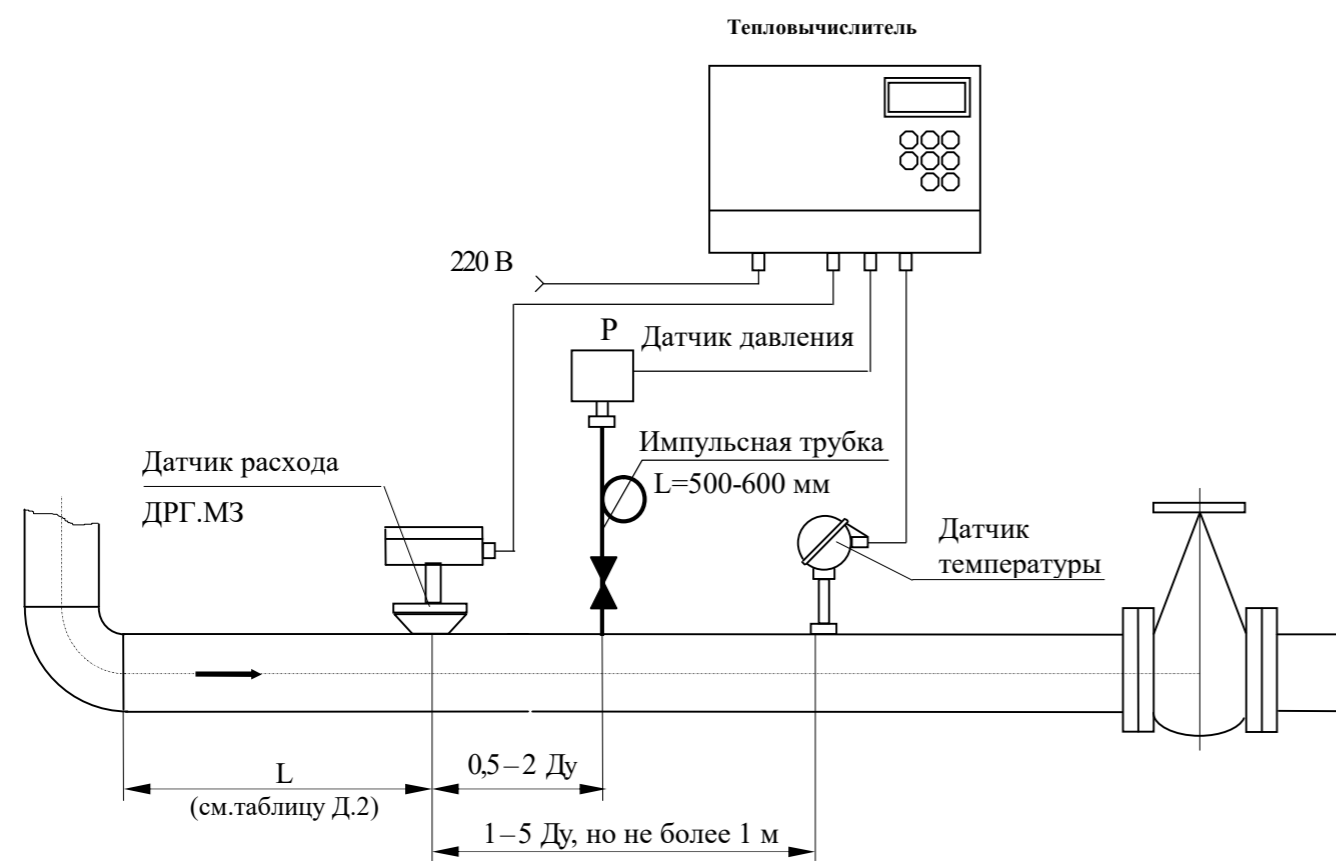 Тепловычислитель
220 В
Р
Датчик давления
Датчик расхода
ДРГ.МЗ
Импульсная трубка
L=500-600 мм
Датчик
температуры
L
(см.таблицу Д.2)
0,5–2 Ду
1–5 Ду, но не более 1 м